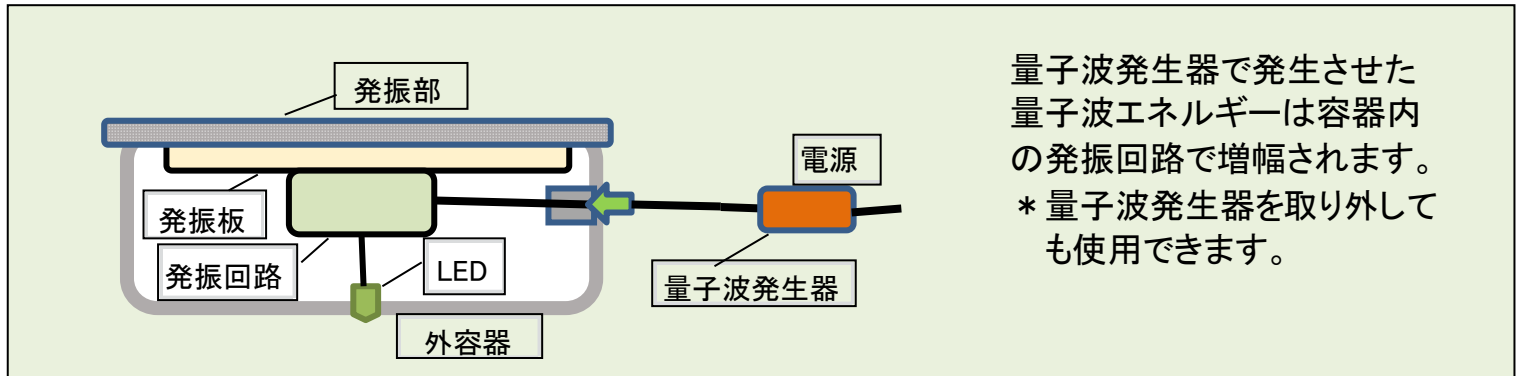 発振部
電源
発振板
発振回路
LED
量子波発生器
外容器
量子波発生器で発生させた
量子波エネルギーは容器内
の発振回路で増幅されます。
＊量子波発生器を取り外して
も使用できます。